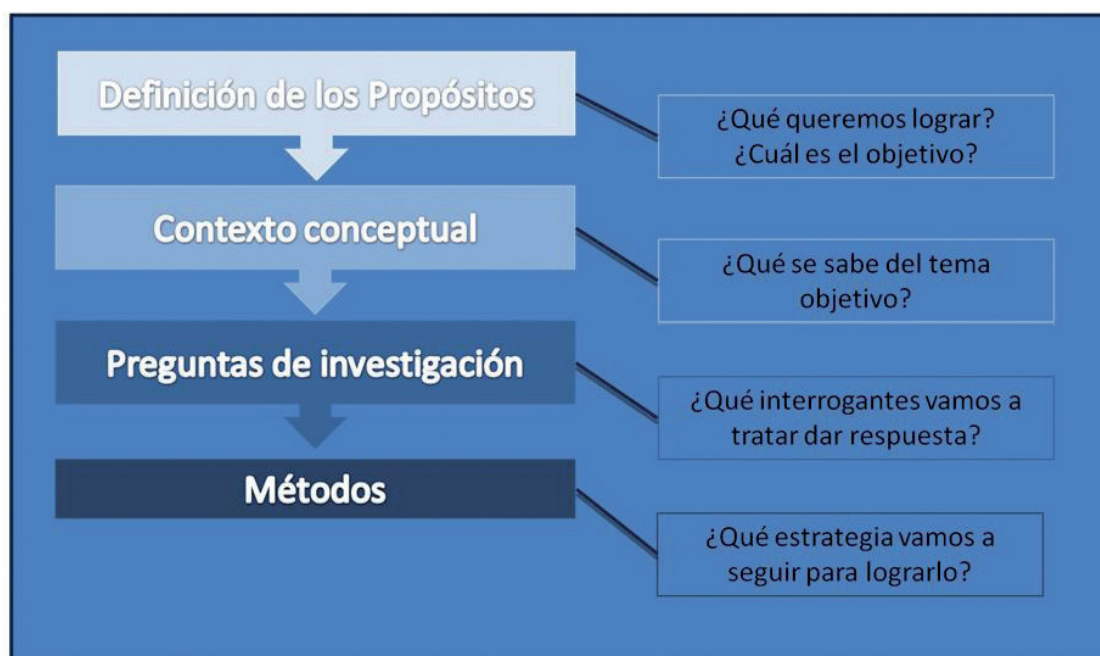 Definición de los Propósitos
¿Qué queremos lograr?
¿Cuál es el objetivo?
Contexto conceptual
¿Qué se sabe del tema
objetivo?
Preguntas de investigación
¿Qué interrogantes vamos a
tratar dar respuesta?
Métodos
¿Qué estrategia vamos a
seguir para lograrlo?